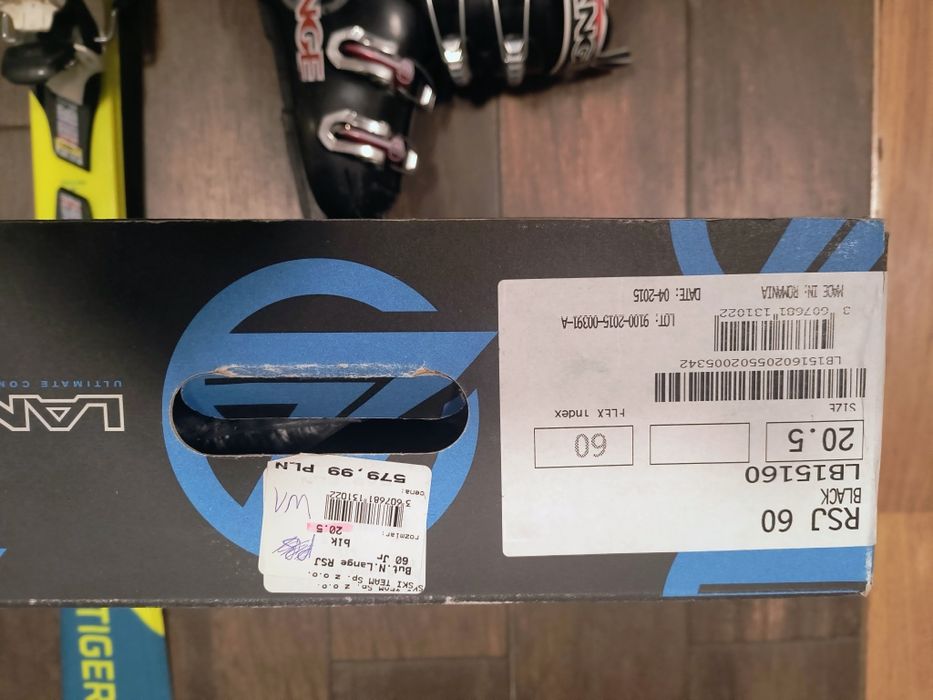 RSJ 60
BLACK
LB15160
SIZE
20.5
FLEX index
60
LB15160205502005342
3 607681 131022
LOT: 9100-2015-00391-A
MADE IN: ROMANIA
DATE: 04-2015
SKI TEAM Sp. z o.o.
But.N.Lange RSJ
60 Jr
blk
rozmiar:
20.5
3 607681 131022
cena:
579,99 PLN
ULTIMATE
TIGER